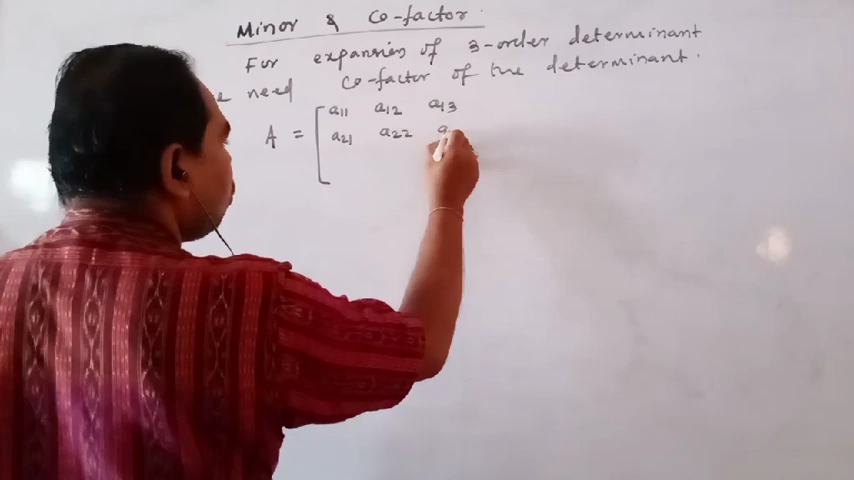 Minor & Co-factor.
For expansion of 3-order determinant
need Co-factor of the determinant.
a11 a12 a13
A = [ a21 a22 a